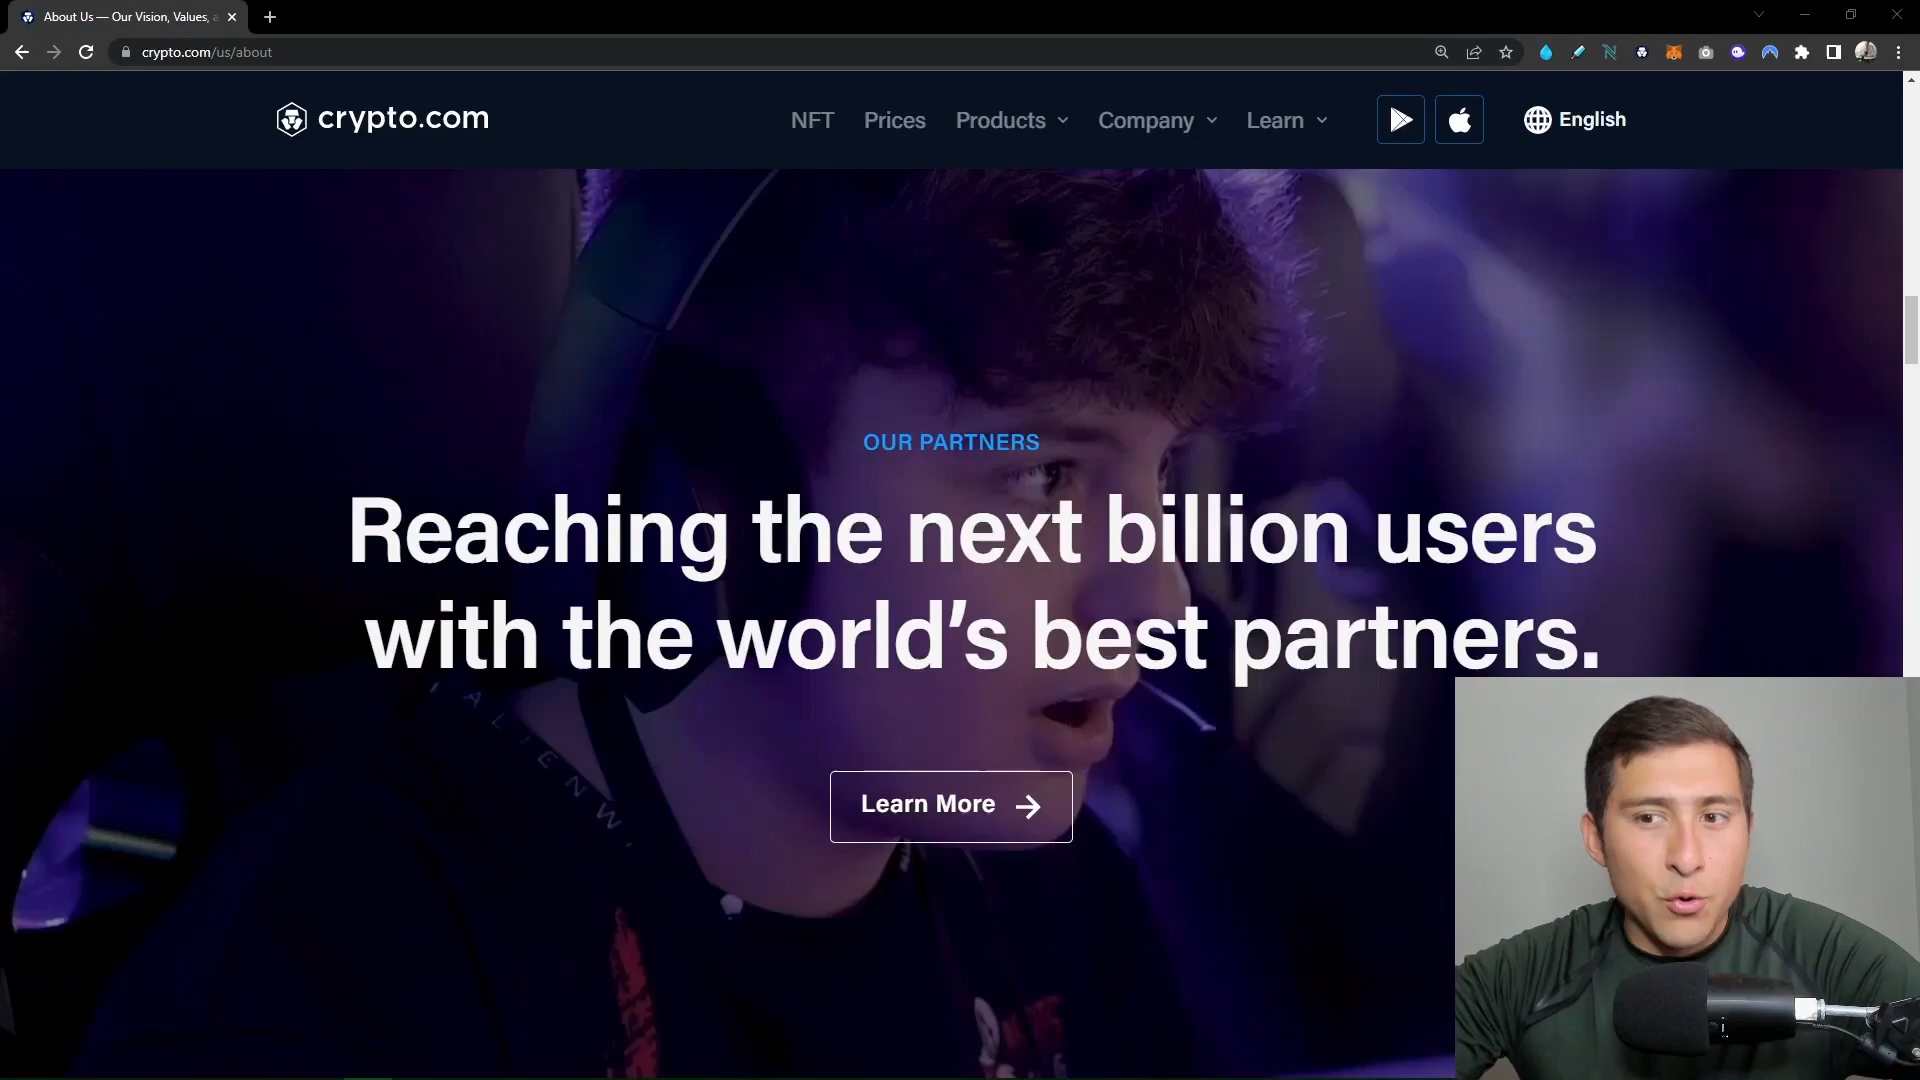 About Us — Our Vision, Values,
crypto.com/us/about
crypto.com
NFT
Prices
Products
Company
Learn
English
OUR PARTNERS
Reaching the next billion users
with the world’s best partners.
Learn More
ALIENW